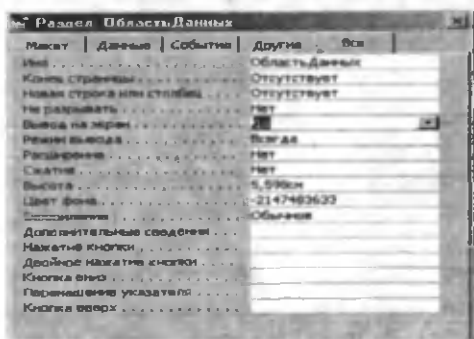 Раздел ОбластьДанных
Макет Данные События Другие Все
Имя ОбластьДанных
Конец страницы Отсутствует
Новая строка или столбец Отсутствует
Не разрывать Нет
Вывод на экран
Режим вывода Всегда
Расширение Нет
Сжатие Нет
Высота 5,598см
Цвет фона -2147483633
Оформление Обычное
Дополнительные сведения
Нажатие кнопки
Двойное нажатие кнопки
Кнопка вниз
Перемещение указателя
Кнопка вверх